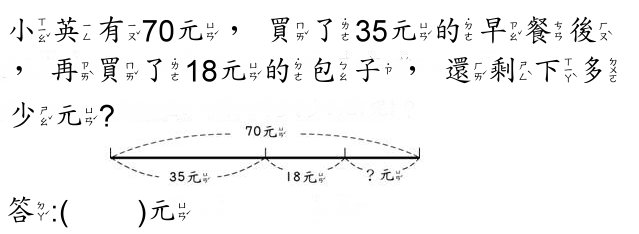 小英有70元，買了35元的早餐後
，再買了18元的包子，還剩下多
少元?
70元
35元 18元 ?元
答:(      )元